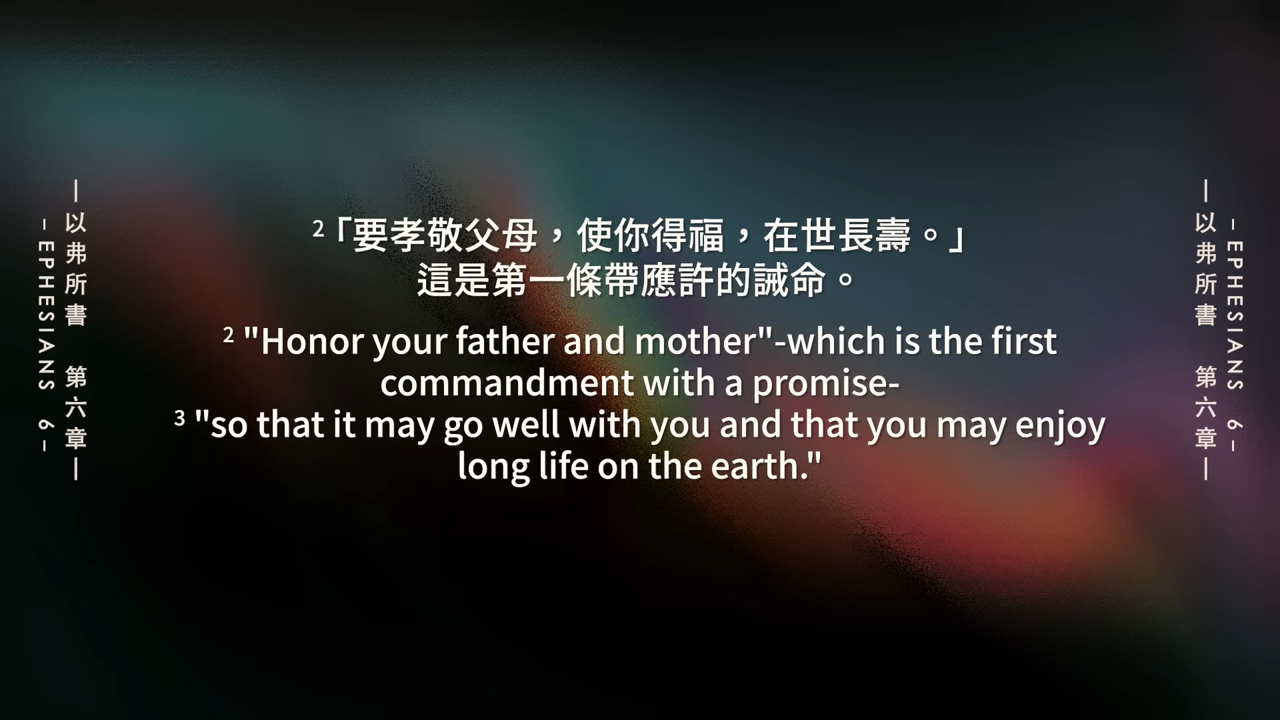 —以弗所書 第六章—
– EPHESIANS 6 –
² 「要孝敬父母，使你得福，在世長壽。」
這是第一條帶應許的誡命。
² "Honor your father and mother"-which is the first
commandment with a promise-
³ "so that it may go well with you and that you may enjoy
long life on the earth."
—以弗所書 第六章—
– EPHESIANS 6 –